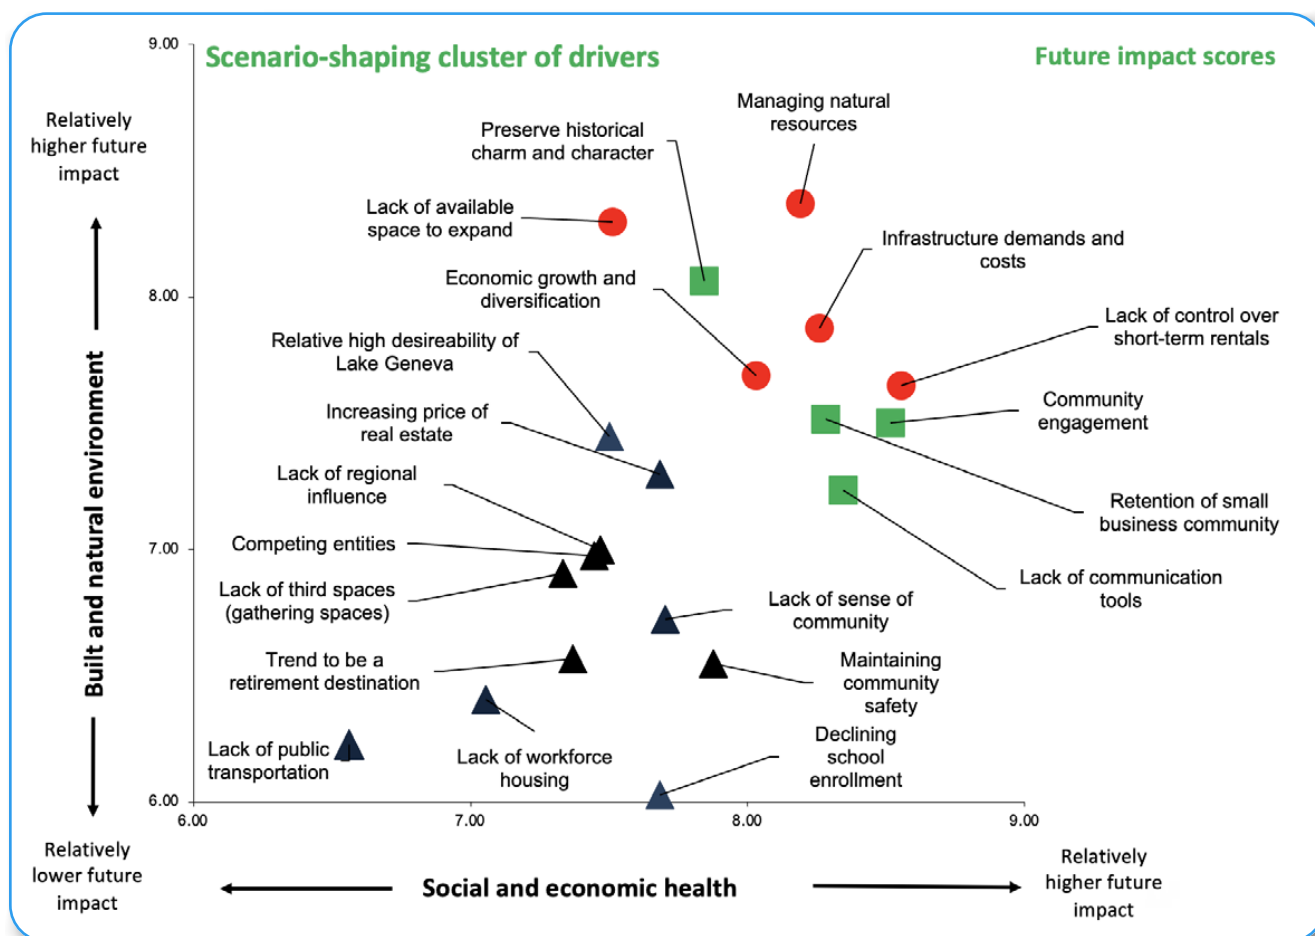 9.00
Scenario-shaping cluster of drivers
Future impact scores
Relatively
higher future
impact
Managing natural
resources
Preserve historical
charm and character
Lack of available
space to expand
Infrastructure demands and
costs
Economic growth and
diversification
8.00
Lack of control over
short-term rentals
Relative high desireability of
Lake Geneva
Community
engagement
Increasing price of
real estate
Lack of regional
influence
Retention of small
business community
Built and natural environment
7.00
Competing entities
Lack of communication
tools
Lack of third spaces
(gathering spaces)
Lack of sense of
community
Trend to be a
retirement destination
Maintaining
community
safety
Lack of public
transportation
Lack of workforce
housing
Declining
school
enrollment
6.00
6.00
7.00
8.00
9.00
Relatively
lower future
impact
Social and economic health
Relatively
higher future
impact